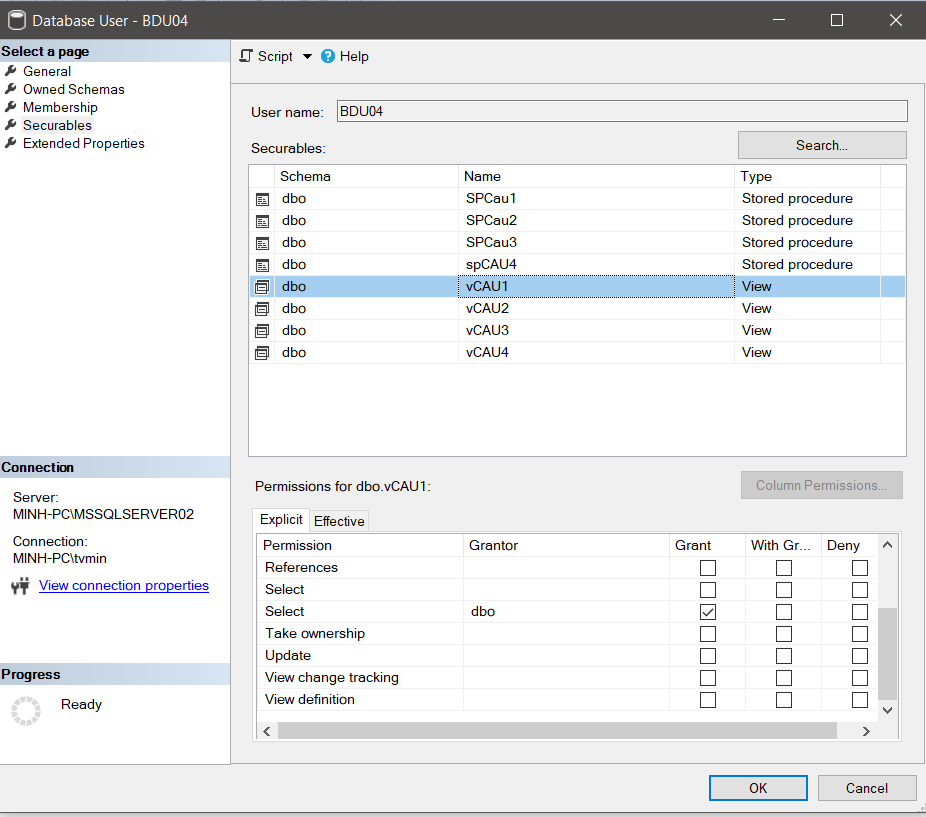 Database User - BDU04
Select a page
General
Owned Schemas
Membership
Securables
Extended Properties
Connection
Server:
MINH-PC\MSSQLSERVER02
Connection:
MINH-PC\tvmin
View connection properties
Progress
Ready
Script Help
User name: BDU04
Securables: Search...
Schema Name Type
dbo SPCau1 Stored procedure
dbo SPCau2 Stored procedure
dbo SPCau3 Stored procedure
dbo spCAU4 Stored procedure
dbo vCAU1 View
dbo vCAU2 View
dbo vCAU3 View
dbo vCAU4 View
Permissions for dbo.vCAU1: Column Permissions...
Explicit Effective
Permission Grantor Grant With Gr... Deny
References
Select
Select dbo
Take ownership
Update
View change tracking
View definition
OK Cancel